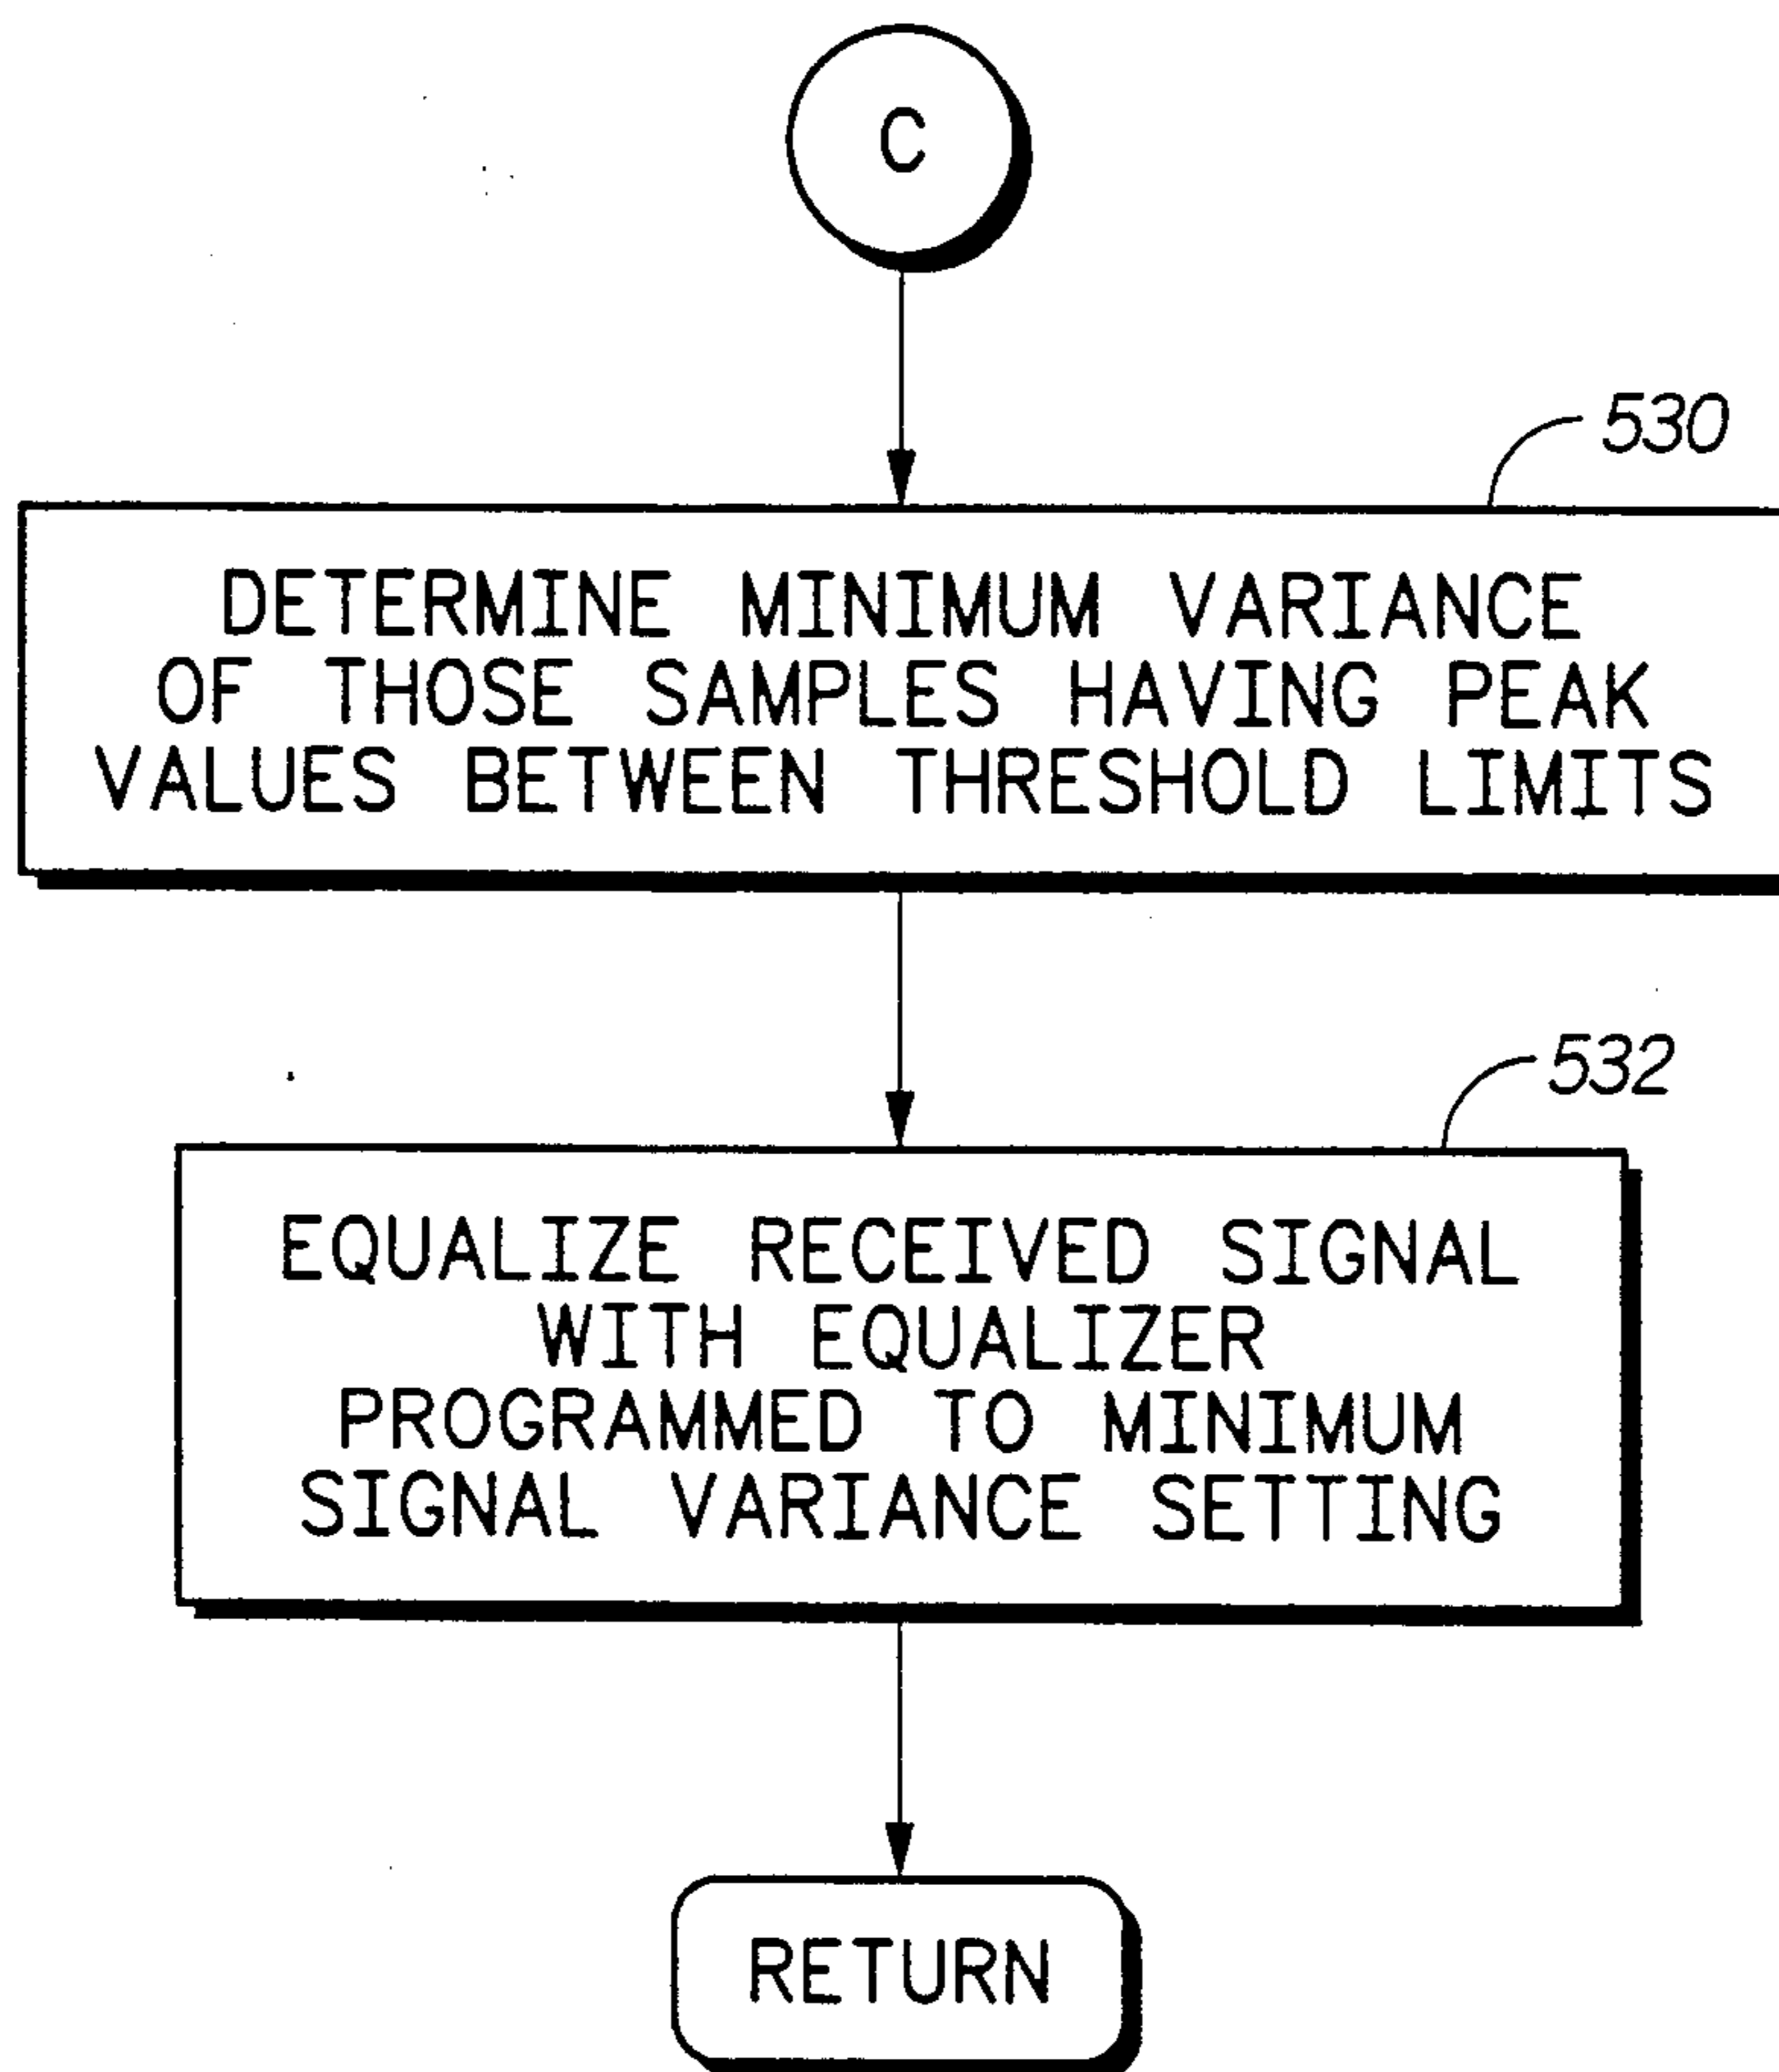 C
530
DETERMINE MINIMUM VARIANCE
OF THOSE SAMPLES HAVING PEAK
VALUES BETWEEN THRESHOLD LIMITS
532
EQUALIZE RECEIVED SIGNAL
WITH EQUALIZER
PROGRAMMED TO MINIMUM
SIGNAL VARIANCE SETTING
RETURN